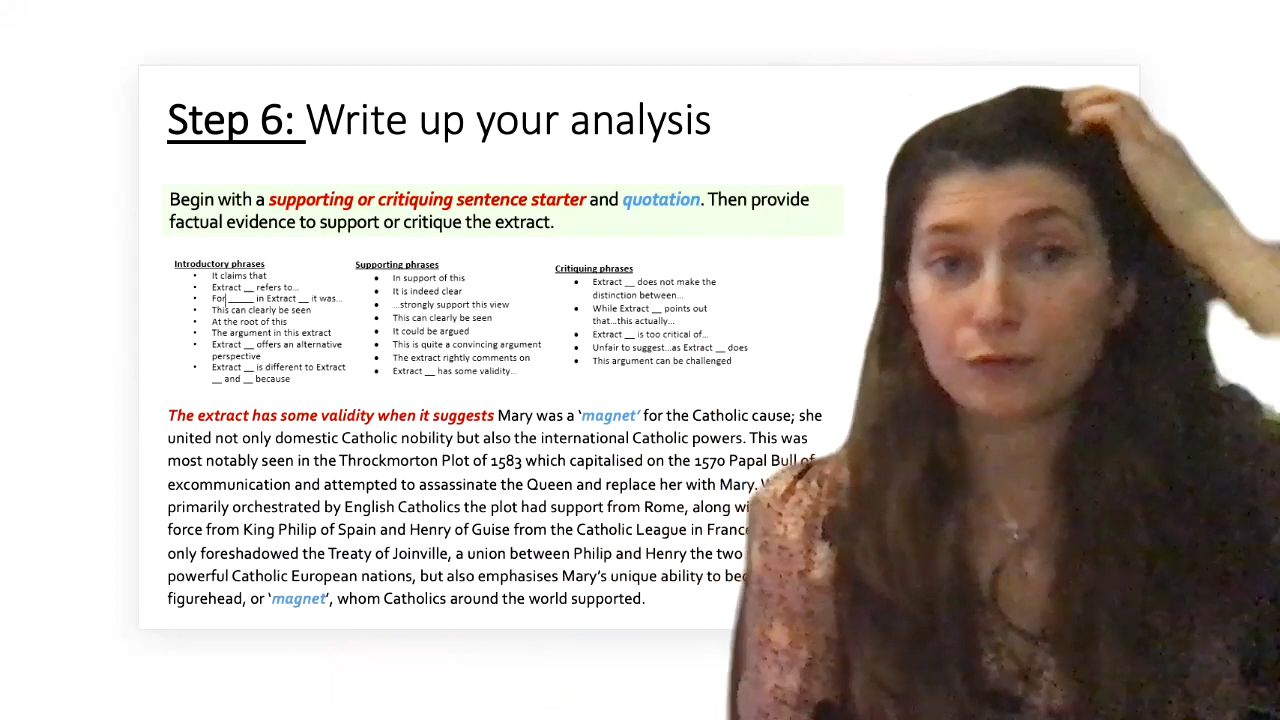 Step 6: Write up your analysis
Begin with a supporting or critiquing sentence starter and quotation. Then provide
factual evidence to support or critique the extract.
Introductory phrases
• It claims that
• Extract __ refers to...
• For _____ in Extract __ it was...
• This can clearly be seen
• At the root of this
• The argument in this extract
• Extract __ offers an alternative
perspective
• Extract __ is different to Extract
__ and __ because
Supporting phrases
• In support of this
• It is indeed clear
• ...strongly support this view
• This can clearly be seen
• It could be argued
• This is quite a convincing argument
• The extract rightly comments on
• Extract __ has some validity...
Critiquing phrases
• Extract __ does not make the
distinction between...
• While Extract __ points out
that...this actually...
• Extract __ is too critical of...
• Unfair to suggest...as Extract __ does
• This argument can be challenged
The extract has some validity when it suggests Mary was a ‘magnet’ for the Catholic cause; she
united not only domestic Catholic nobility but also the international Catholic powers. This was
most notably seen in the Throckmorton Plot of 1583 which capitalised on the 1570 Papal Bull of
excommunication and attempted to assassinate the Queen and replace her with Mary.
primarily orchestrated by English Catholics the plot had support from Rome, along
force from King Philip of Spain and Henry of Guise from the Catholic League in
only foreshadowed the Treaty of Joinville, a union between Philip and Henry the two
powerful Catholic European nations, but also emphasises Mary’s unique ability to
figurehead, or ‘magnet’, whom Catholics around the world supported.